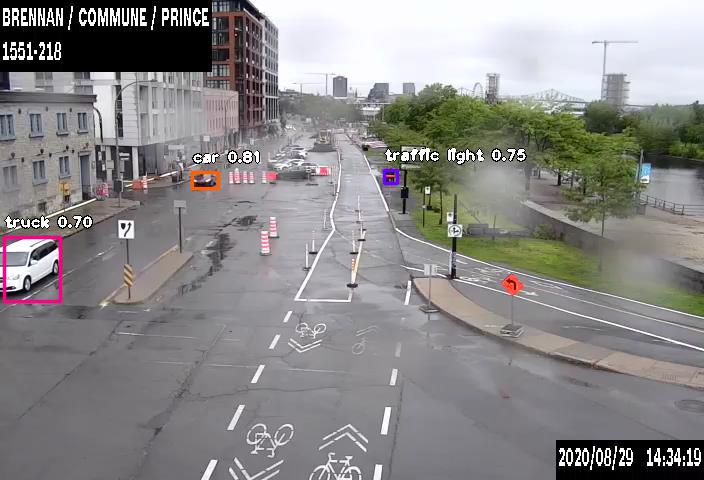 BRENNAN / COMMUNE / PRINCE
1551-218
car 0.81
traffic light 0.75
truck 0.70
2020/08/29 14:34:19